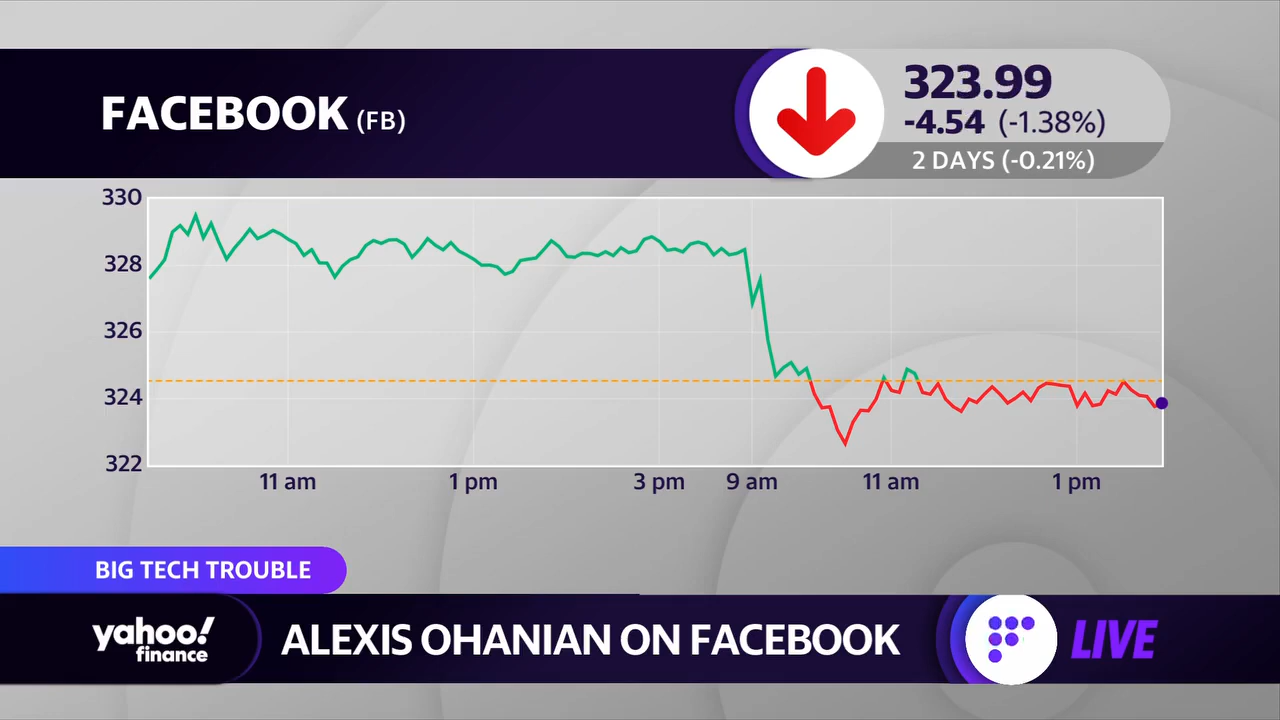 FACEBOOK (FB)
323.99
-4.54 (-1.38%)
2 DAYS (-0.21%)
330
328
326
324
322
11 am
1 pm
3 pm
9 am
11 am
1 pm
BIG TECH TROUBLE
yahoo!
finance
ALEXIS OHANIAN ON FACEBOOK
LIVE